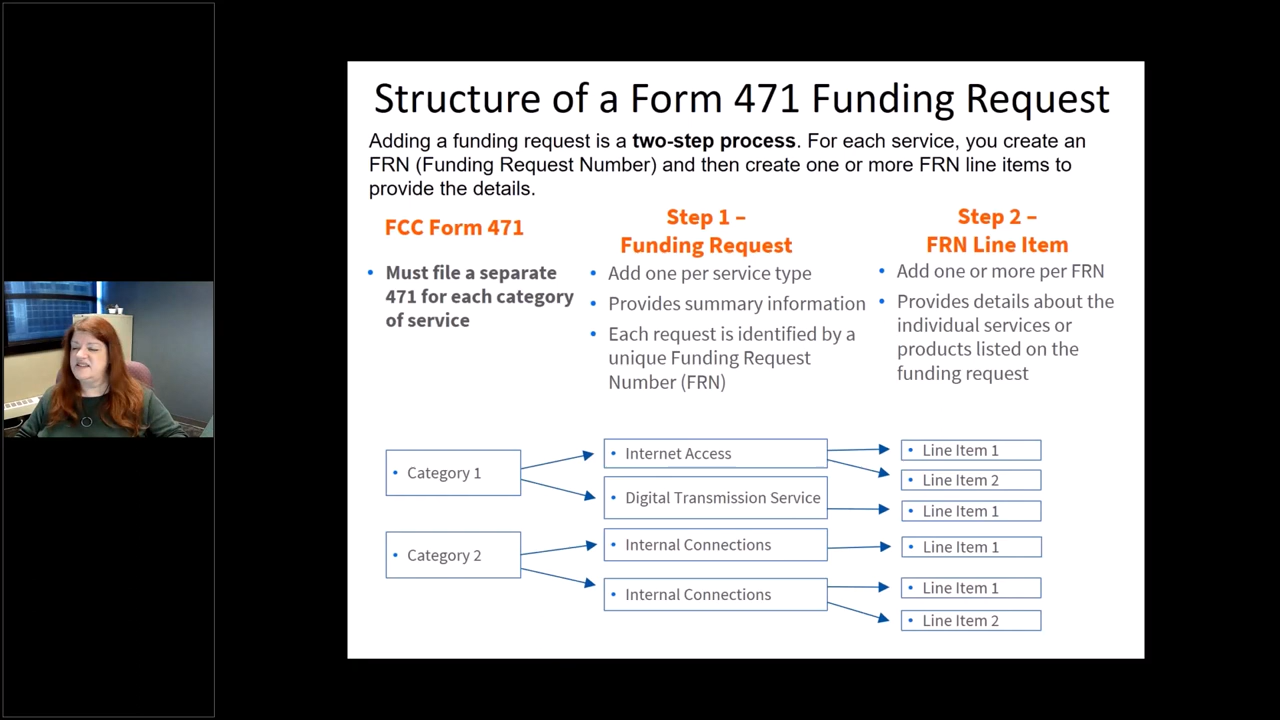 Structure of a Form 471 Funding Request
Adding a funding request is a two-step process. For each service, you create an
FRN (Funding Request Number) and then create one or more FRN line items to
provide the details.
FCC Form 471
• Must file a separate
471 for each category
of service
Step 1 –
Funding Request
• Add one per service type
• Provides summary information
• Each request is identified by a
unique Funding Request
Number (FRN)
Step 2 –
FRN Line Item
• Add one or more per FRN
• Provides details about the
individual services or
products listed on the
funding request
• Category 1
• Internet Access
• Line Item 1
• Line Item 2
• Digital Transmission Service
• Line Item 1
• Category 2
• Internal Connections
• Line Item 1
• Internal Connections
• Line Item 1
• Line Item 2